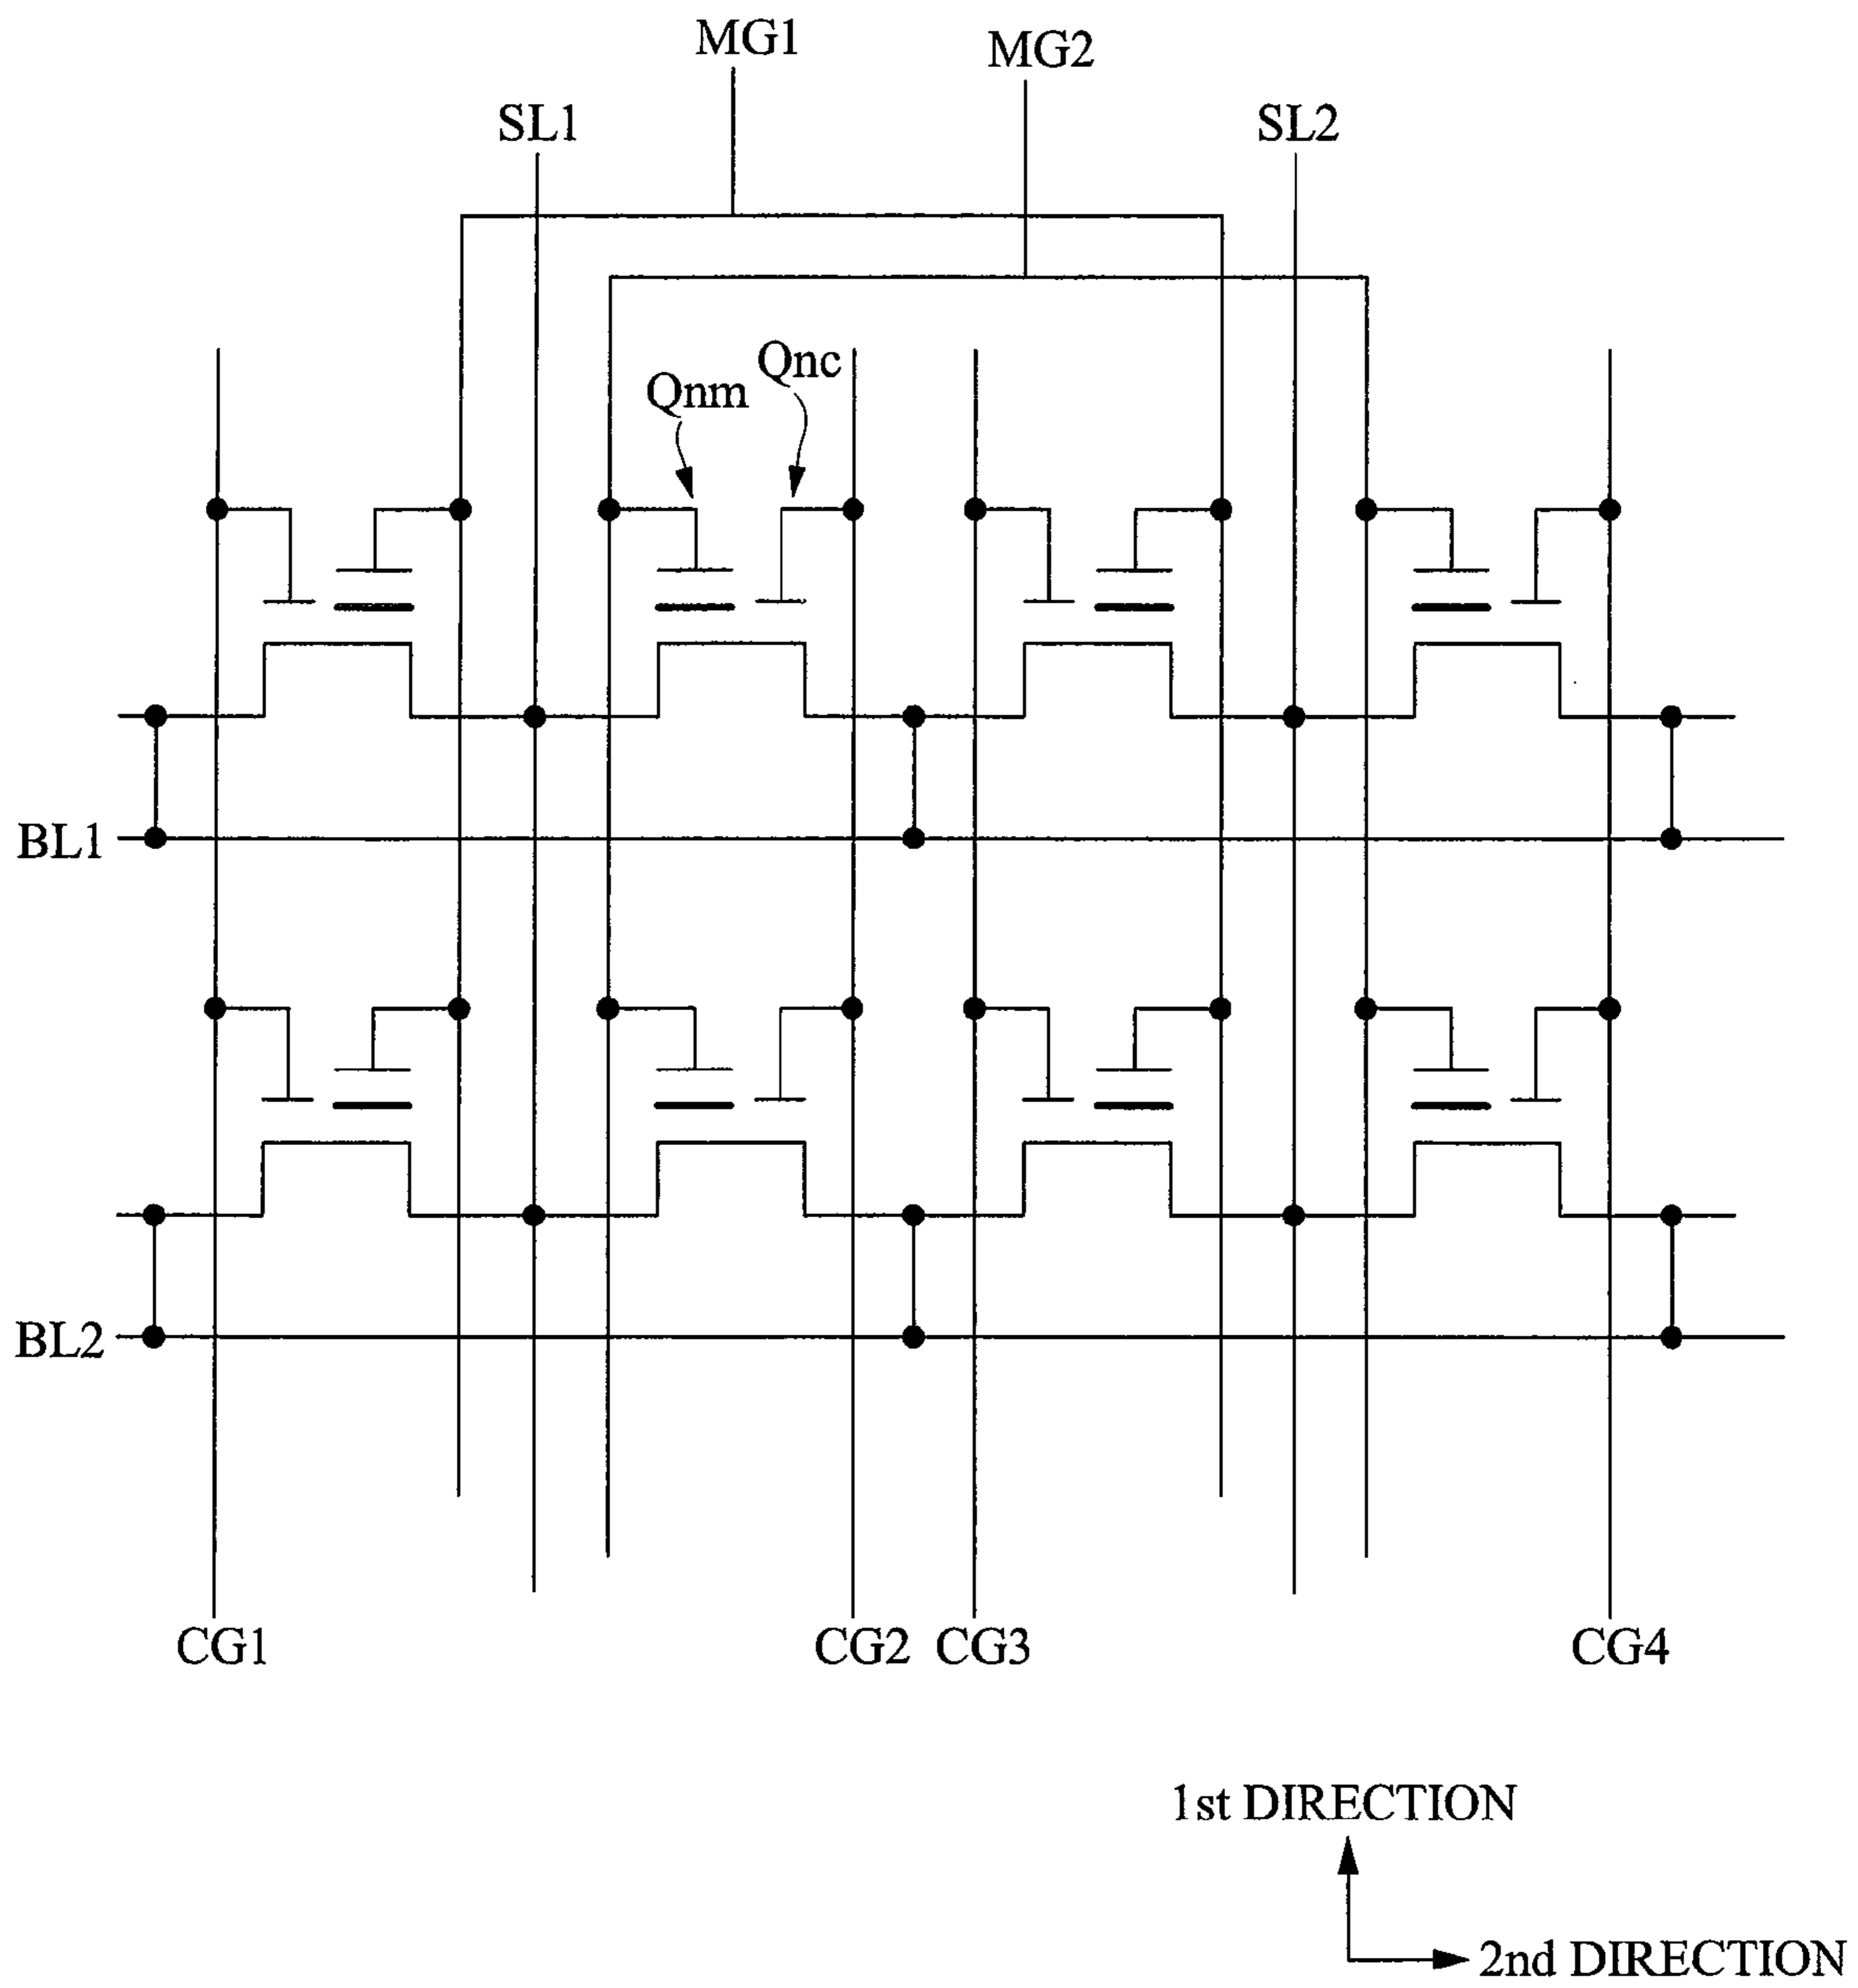 MG1
MG2
SL1
SL2
Qnc
Qnm
BL1
BL2
CG1
CG2
CG3
CG4
1st DIRECTION
2nd DIRECTION